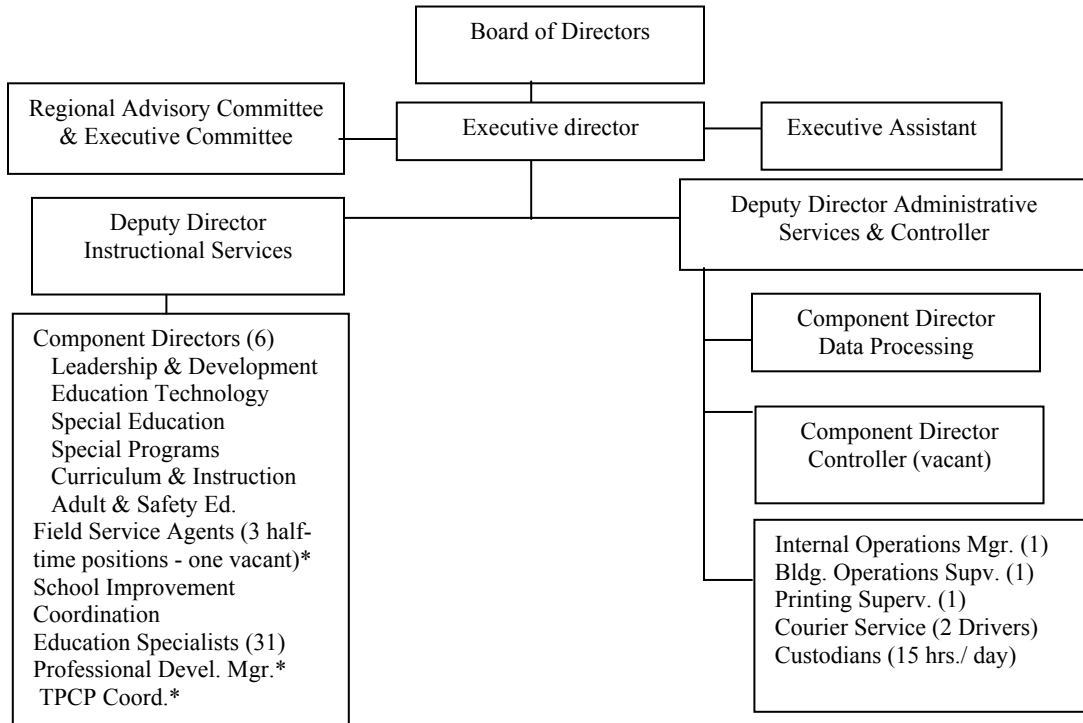 Board of Directors
Regional Advisory Committee
& Executive Committee
Executive director
Executive Assistant
Deputy Director
Instructional Services
Deputy Director Administrative
Services & Controller
Component Directors (6)
Leadership & Development
Education Technology
Special Education
Special Programs
Curriculum & Instruction
Adult & Safety Ed.
Field Service Agents (3 half-
time positions - one vacant)*
School Improvement
Coordination
Education Specialists (31)
Professional Devel. Mgr.*
TPCP Coord.*
Component Director
Data Processing
Component Director
Controller (vacant)
Internal Operations Mgr. (1)
Bldg. Operations Supv. (1)
Printing Superv. (1)
Courier Service (2 Drivers)
Custodians (15 hrs./ day)